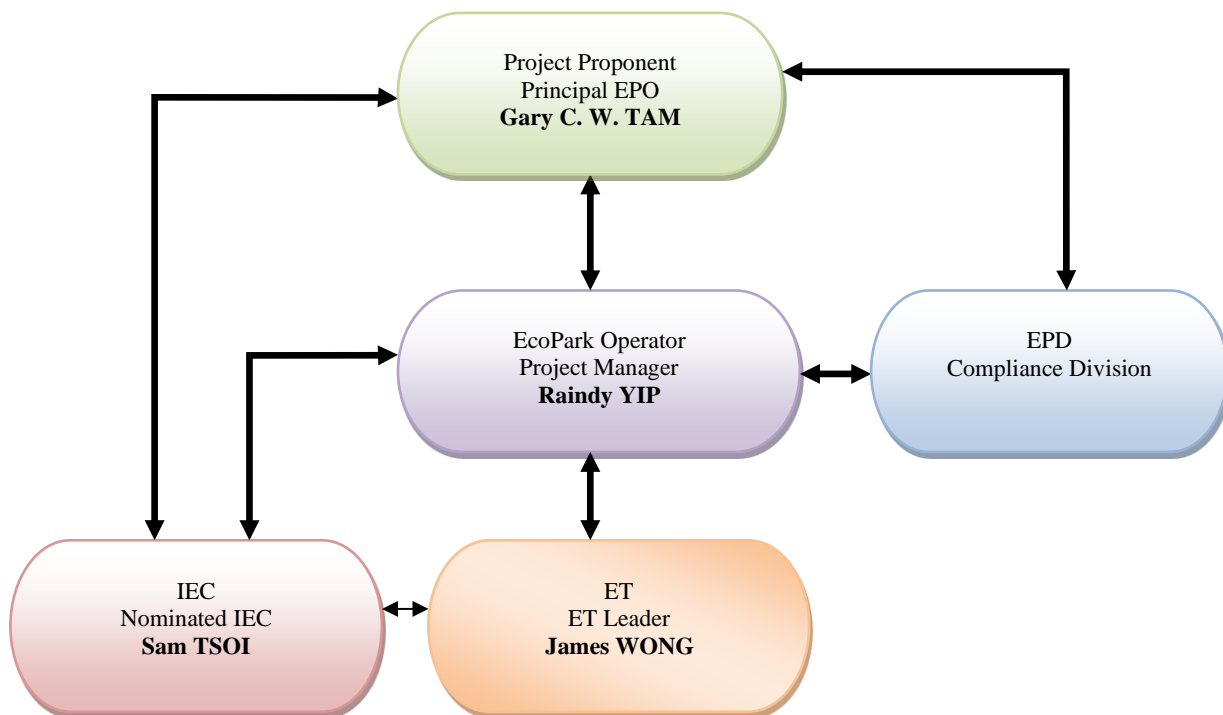 Project Proponent
Principal EPO
Gary C. W. TAM
EcoPark Operator
Project Manager
Raindy YIP
EPD
Compliance Division
IEC
Nominated IEC
Sam TSOI
ET
ET Leader
James WONG